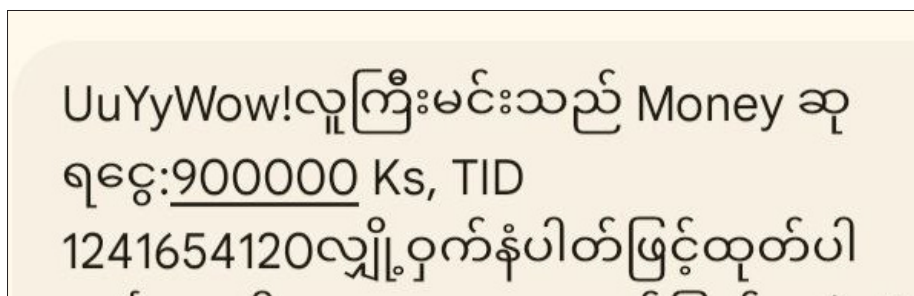 UuYyWow!လူကြီးမင်းသည် Money ဆု
ရငွေ:900000 Ks, TID
1241654120လျှို့ဝှက်နံပါတ်ဖြင့်ထုတ်ပါ